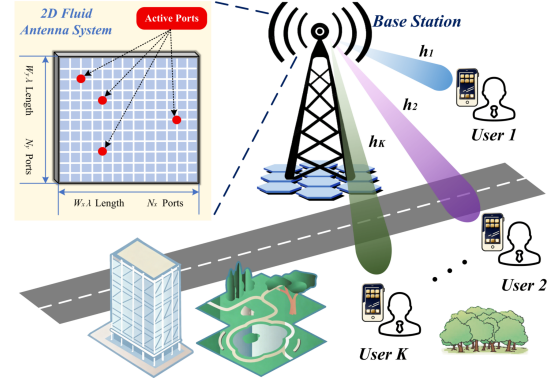 2D Fluid
Antenna System
Active Ports
Base Station
W_y λ Length
N_y Ports
W_x λ Length
N_x Ports
h_1
h_2
h_K
User 1
User 2
User K